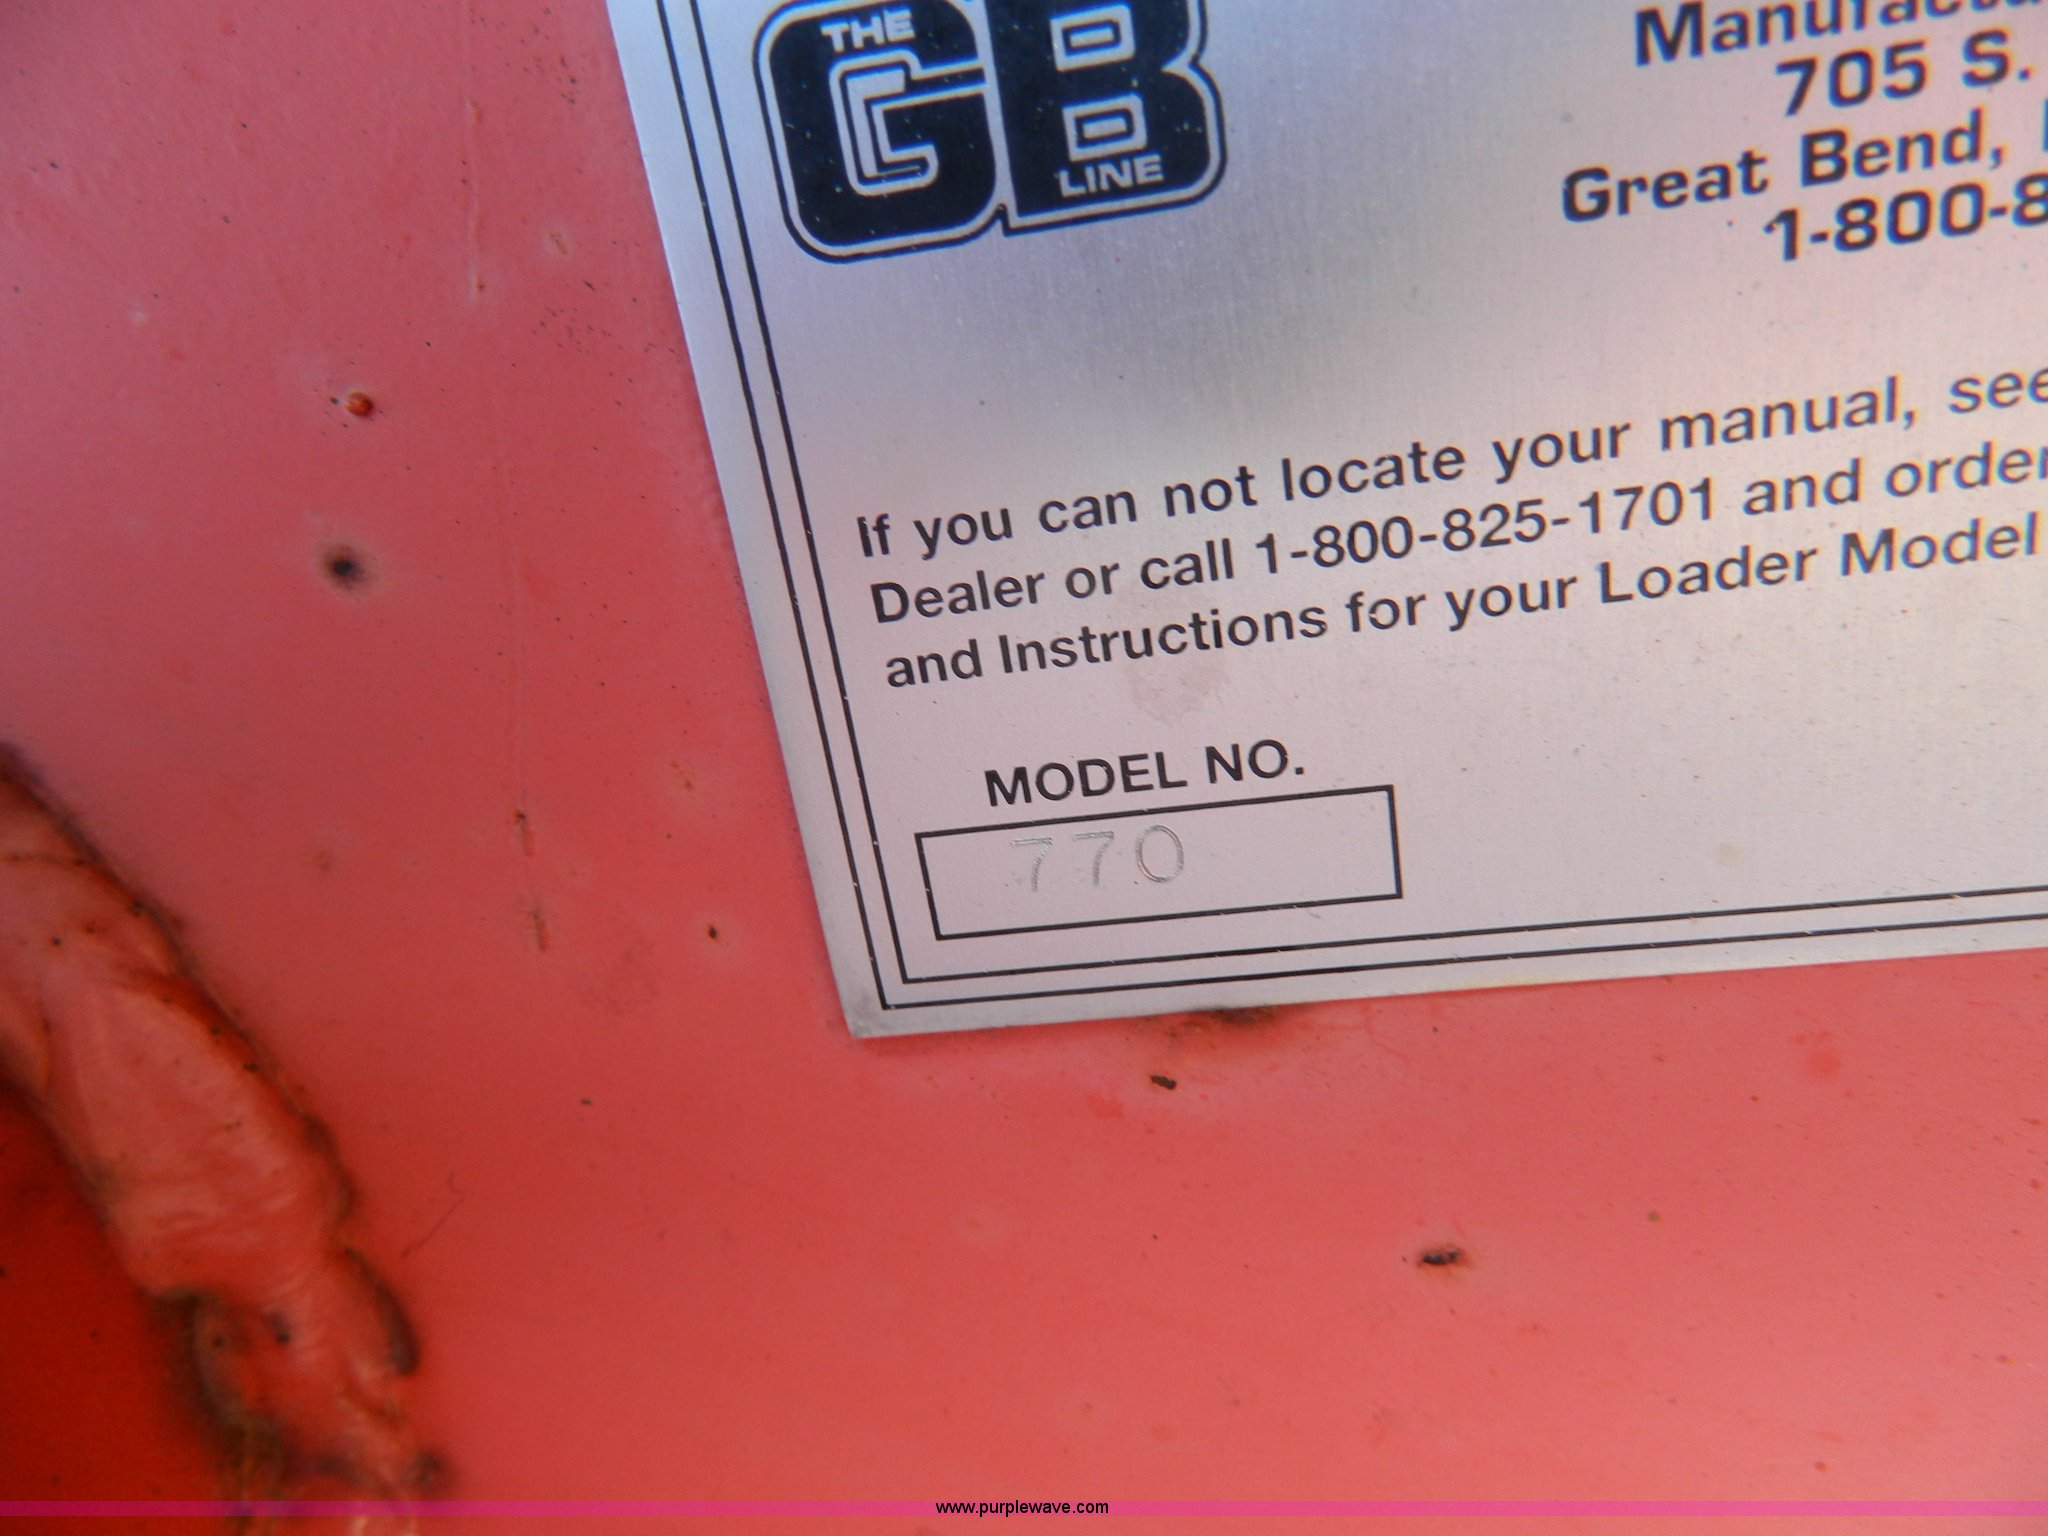 THE
GB
LINE
705 S.
Great Bend,
1-800-8
If you can not locate your manual, see
Dealer or call 1-800-825-1701 and order
and Instructions for your Loader Model
MODEL NO.
770
www.purplewave.com